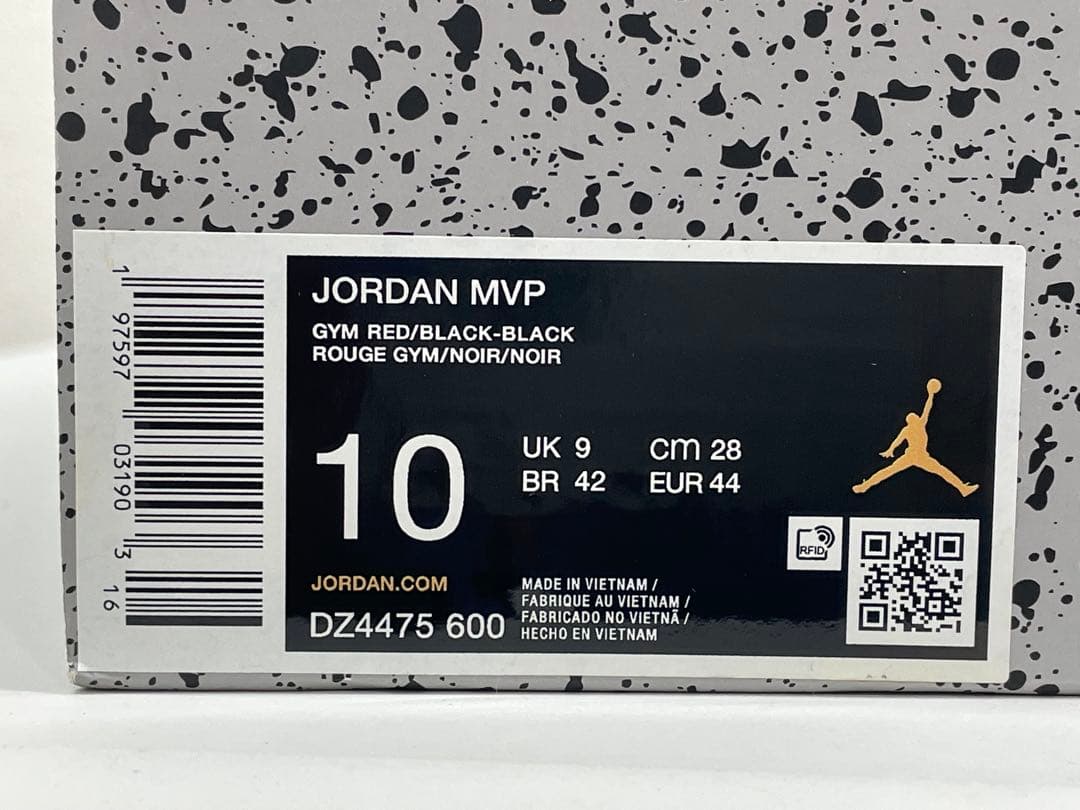 JORDAN MVP
GYM RED/BLACK-BLACK
ROUGE GYM/NOIR/NOIR
10
UK 9 cm 28
BR 42 EUR 44
RFID
JORDAN.COM
DZ4475 600
MADE IN VIETNAM /
FABRIQUE AU VIETNAM /
FABRICADO NO VIETNÃ /
HECHO EN VIETNAM
1 97597 03190 3
16